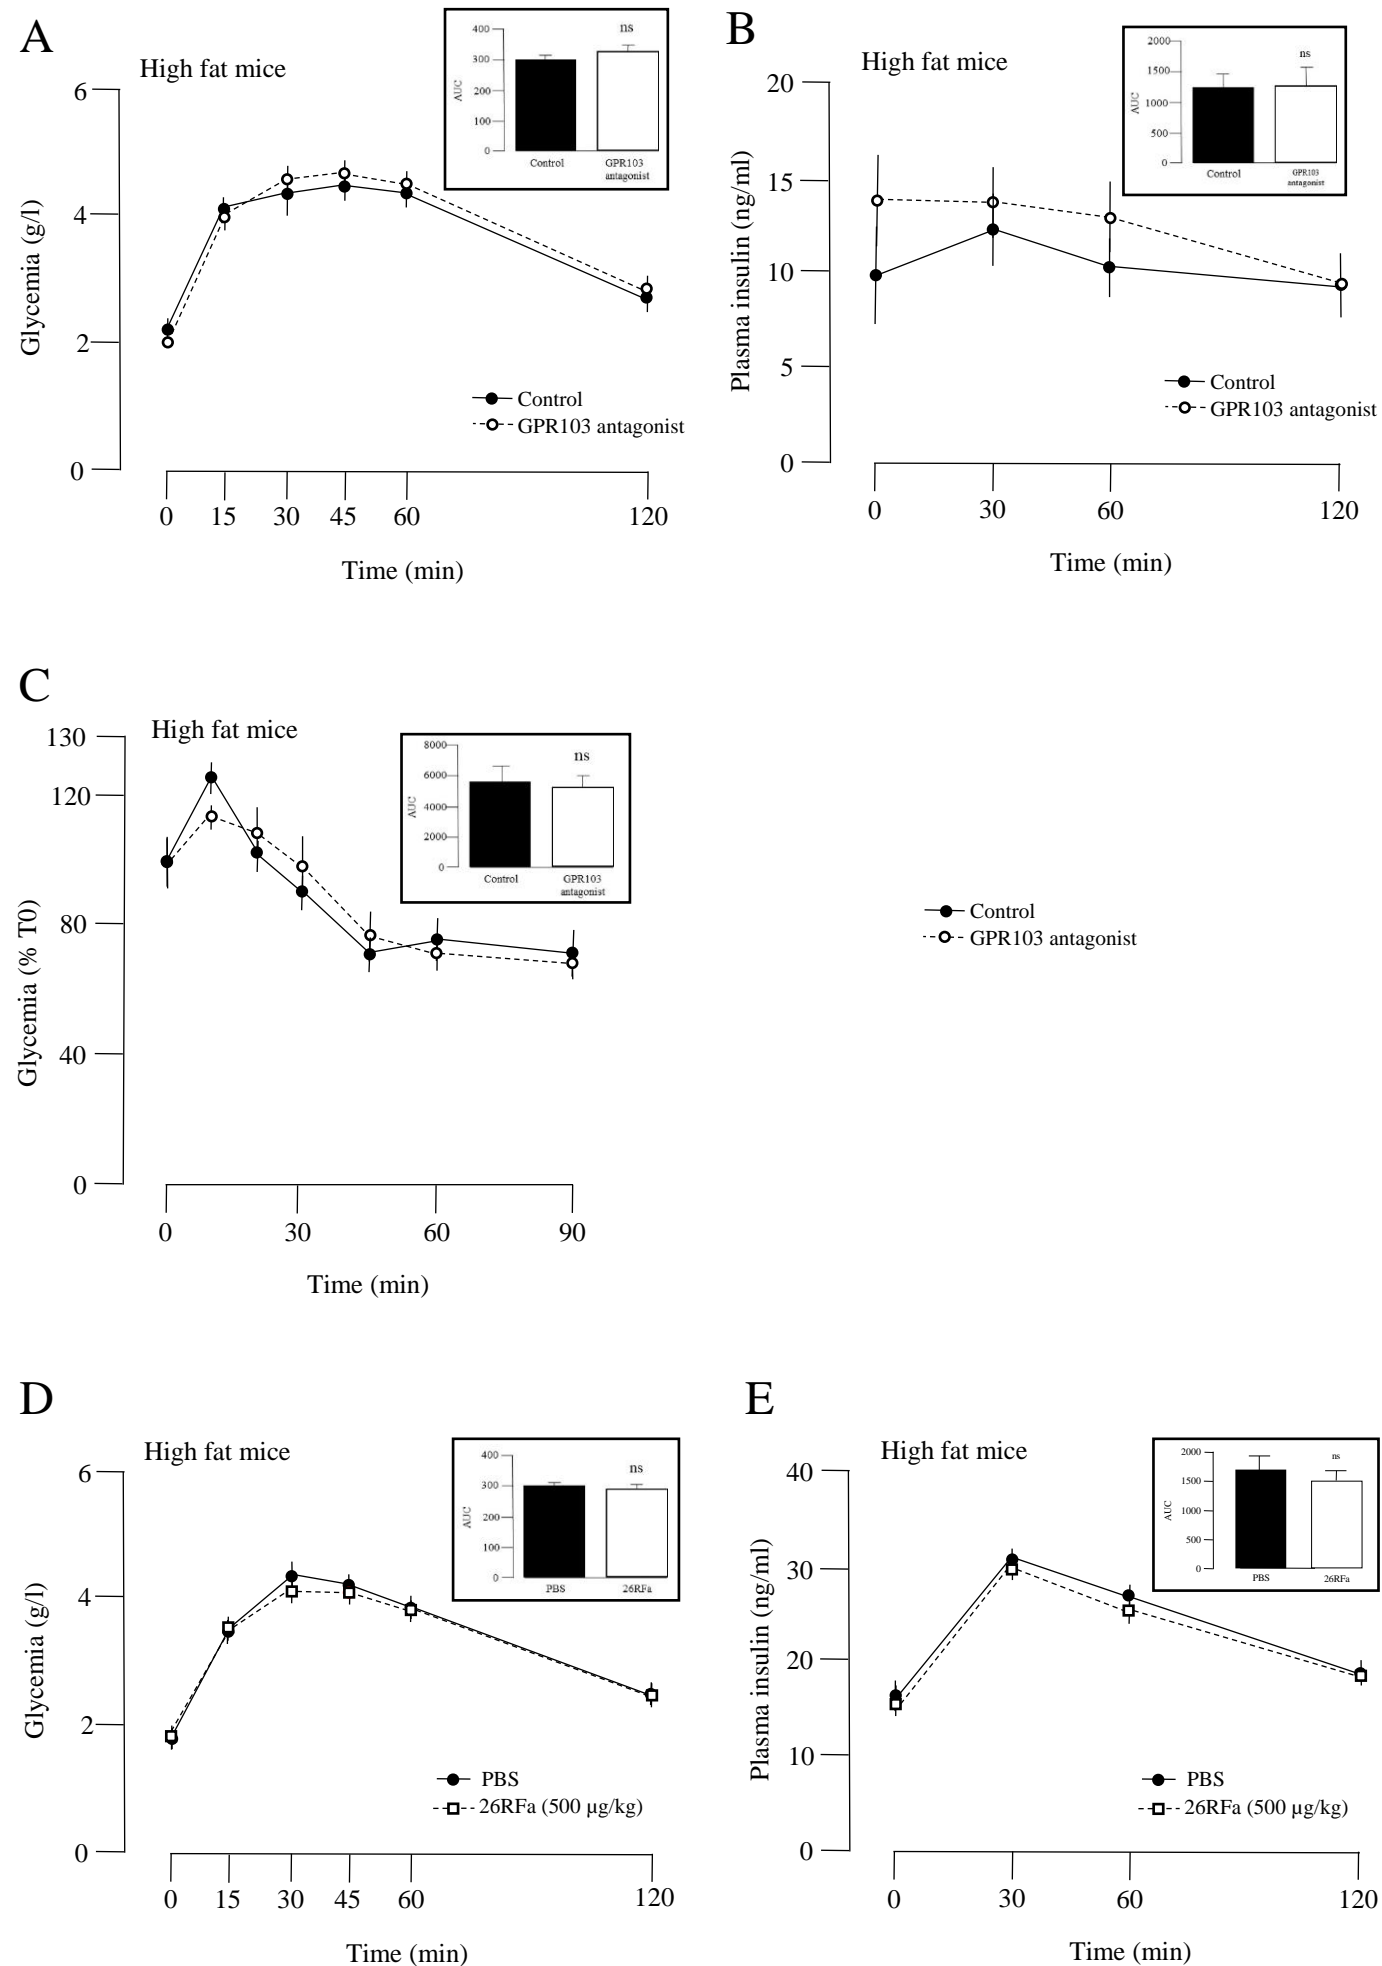 A
High fat mice
6
4
2
0
Glycemia (g/l)
400
300
200
100
0
AUC
ns
Control
GPR103
antagonist
Control
GPR103 antagonist
0 15 30 45 60 120
Time (min)
B
High fat mice
20
15
10
5
0
Plasma insulin (ng/ml)
2000
1500
1000
500
0
AUC
ns
Control
GPR103
antagonist
Control
GPR103 antagonist
0 30 60 120
Time (min)
C
High fat mice
130
120
80
40
0
Glycemia (% T0)
8000
6000
4000
2000
0
AUC
ns
Control
GPR103
antagonist
0 30 60 90
Time (min)
Control
GPR103 antagonist
D
High fat mice
6
4
2
0
Glycemia (g/l)
400
300
200
100
0
AUC
ns
PBS
26RFa
PBS
26RFa (500 µg/kg)
0 15 30 45 60 120
Time (min)
E
High fat mice
40
30
20
10
0
Plasma insulin (ng/ml)
2000
1500
1000
500
0
AUC
ns
PBS
26RFa
PBS
26RFa (500 µg/kg)
0 30 60 120
Time (min)